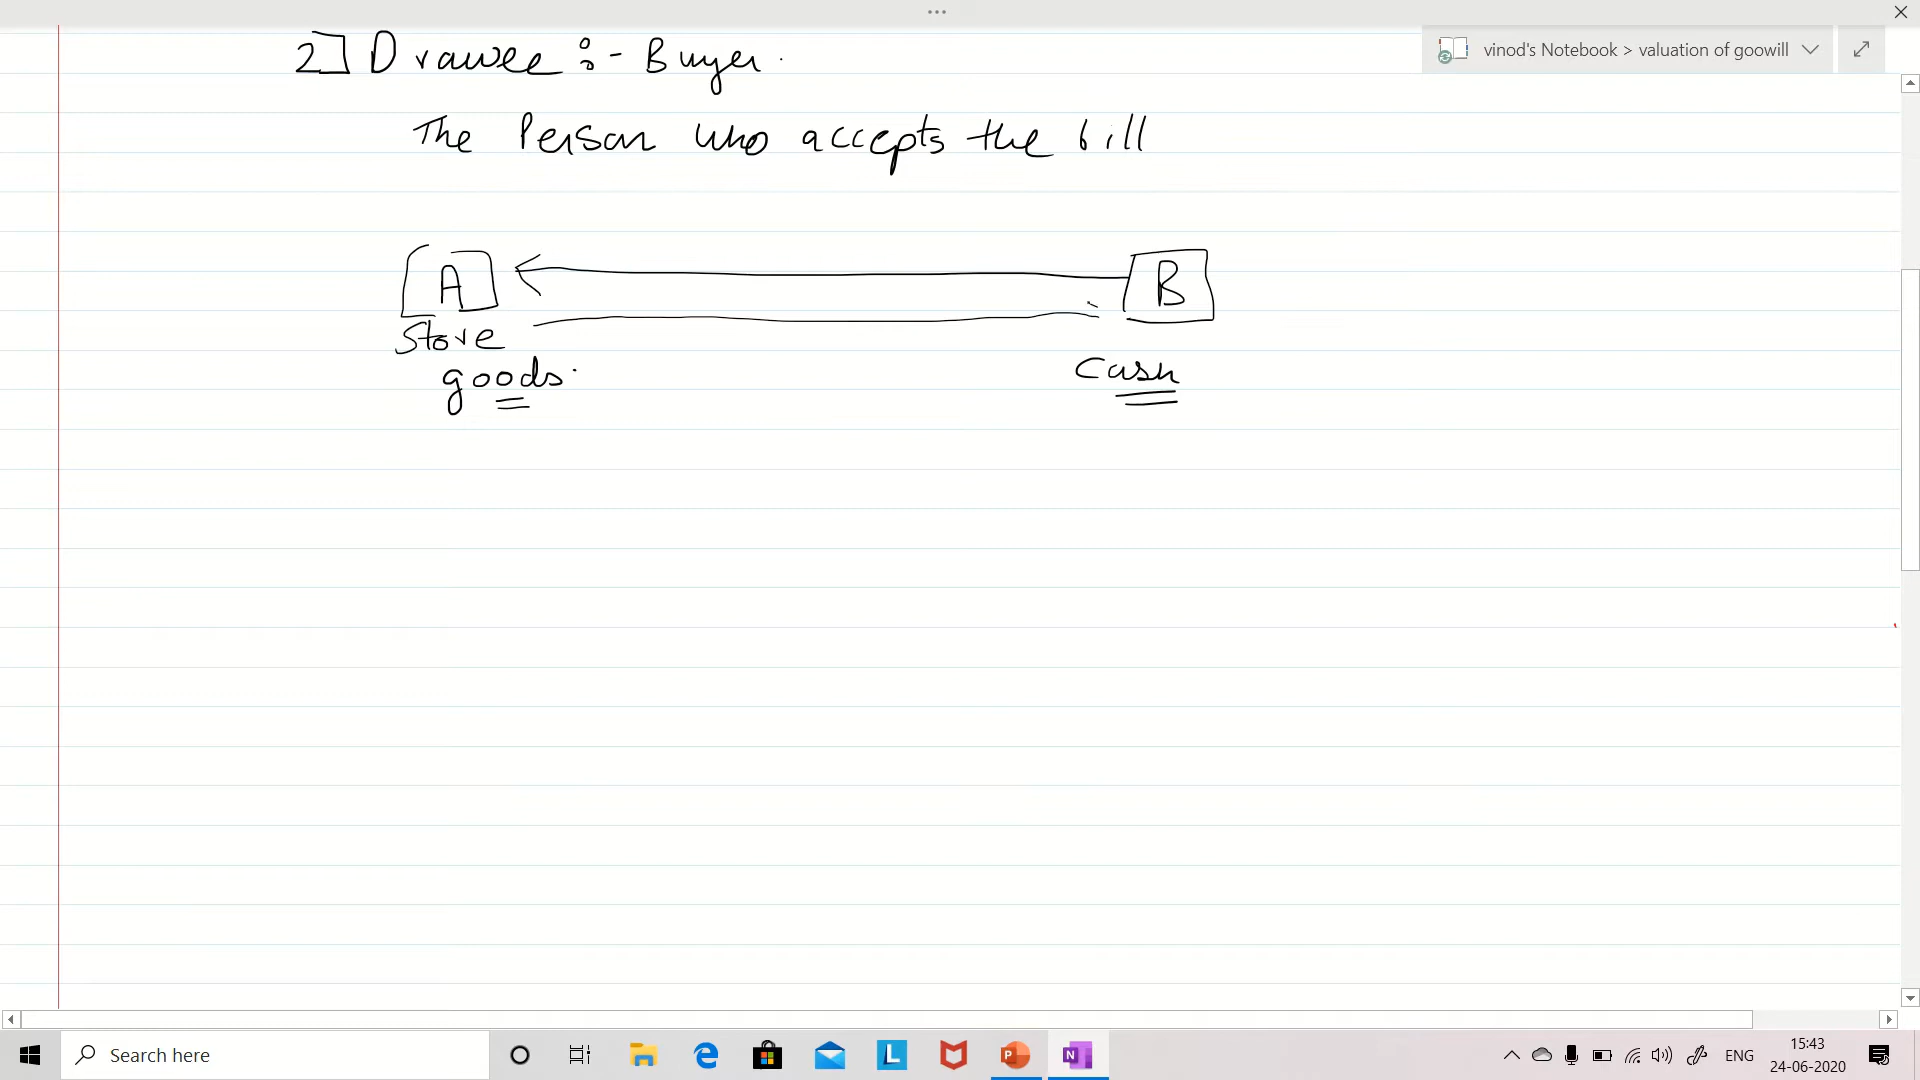 vinod's Notebook > valuation of goowill
2] Drawee :- Buyer.
The Person who accepts the bill
A
B
Store
goods.
Cash
Search here
ENG
15:43
24-06-2020